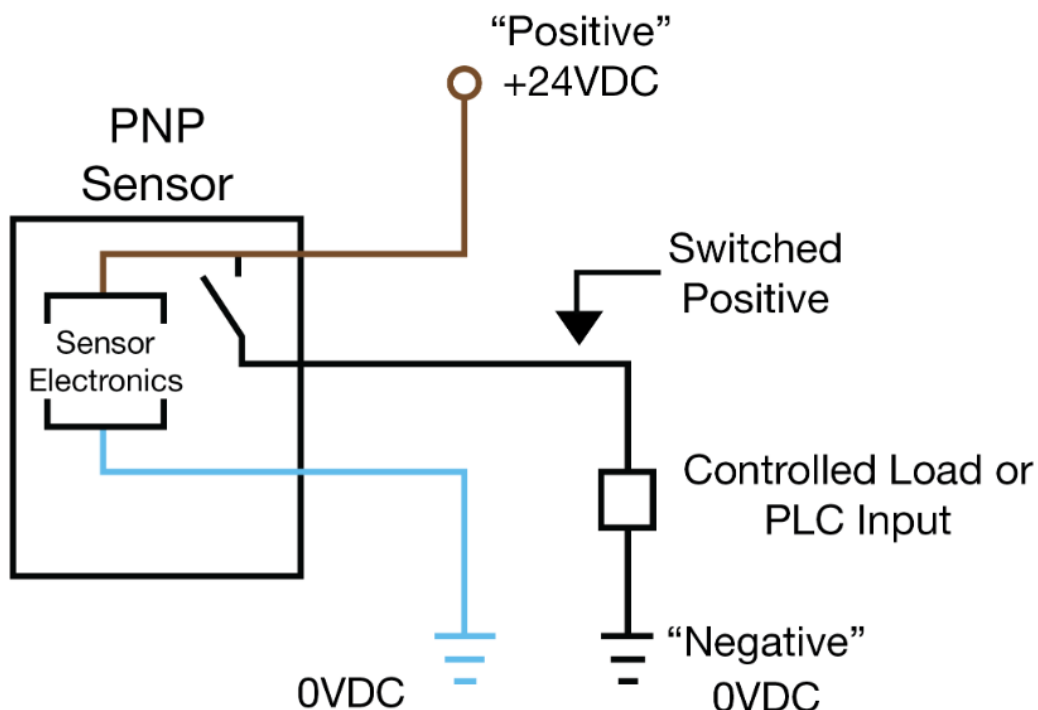 “Positive”
+24VDC
PNP
Sensor
Switched
Positive
Sensor
Electronics
Controlled Load or
PLC Input
“Negative”
0VDC
0VDC